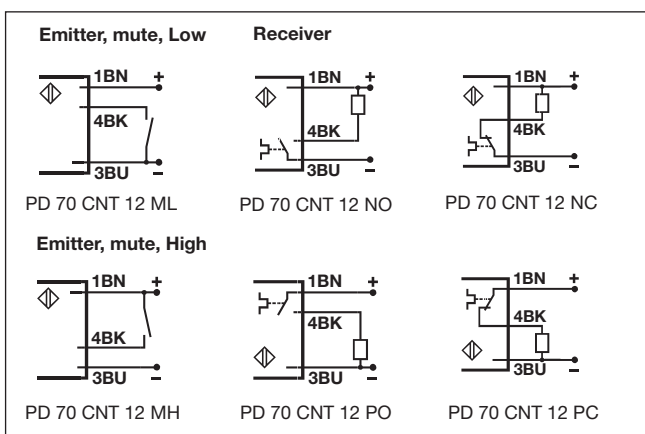 Emitter, mute, Low
Receiver
1BN +
4BK
3BU –
PD 70 CNT 12 ML
1BN +
4BK
3BU –
PD 70 CNT 12 NO
1BN +
4BK
3BU –
PD 70 CNT 12 NC
Emitter, mute, High
1BN +
4BK
3BU –
PD 70 CNT 12 MH
1BN +
4BK
3BU –
PD 70 CNT 12 PO
1BN +
4BK
3BU –
PD 70 CNT 12 PC